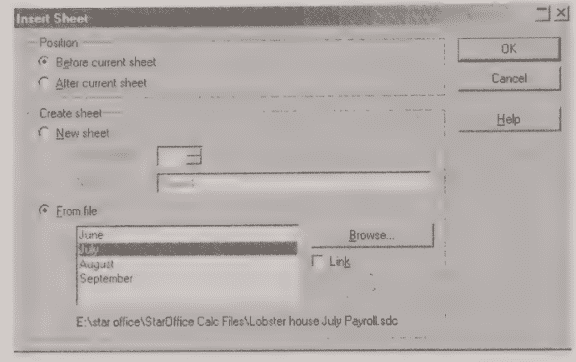 Insert Sheet
Position
Before current sheet
After current sheet
Create sheet
New sheet
From file
June
July
August
September
Browse...
Link
E:\star office\StarOffice Calc Files\Lobster house July Payroll.sdc
OK
Cancel
Help